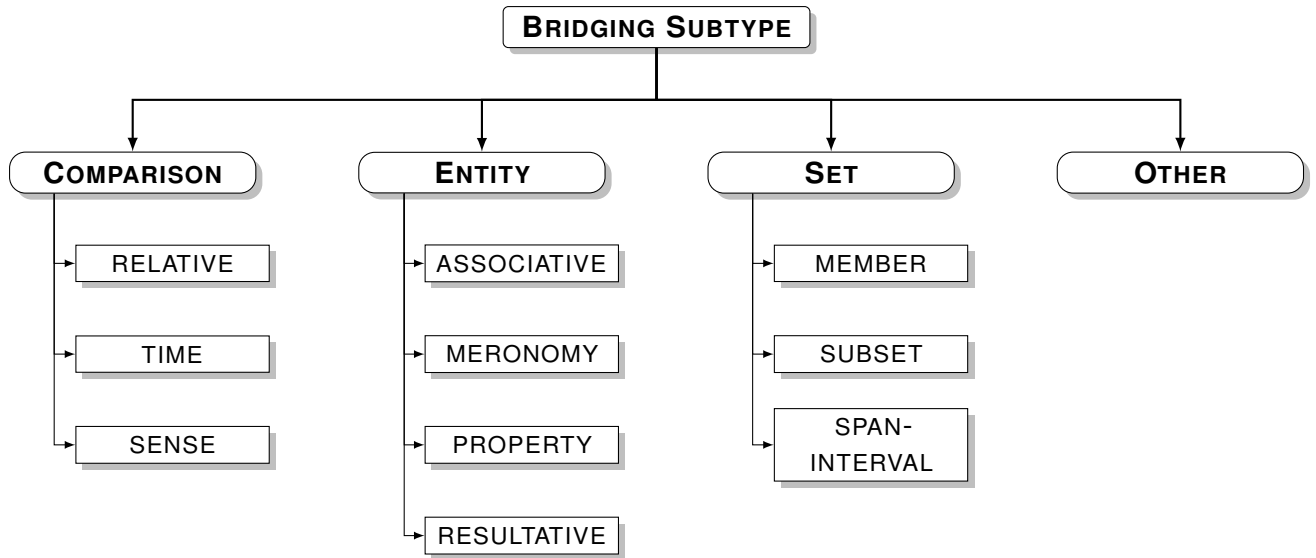 BRIDGING SUBTYPE
COMPARISON
ENTITY
SET
OTHER
RELATIVE
ASSOCIATIVE
MEMBER
TIME
MERONOMY
SUBSET
SENSE
PROPERTY
SPAN-
INTERVAL
RESULTATIVE